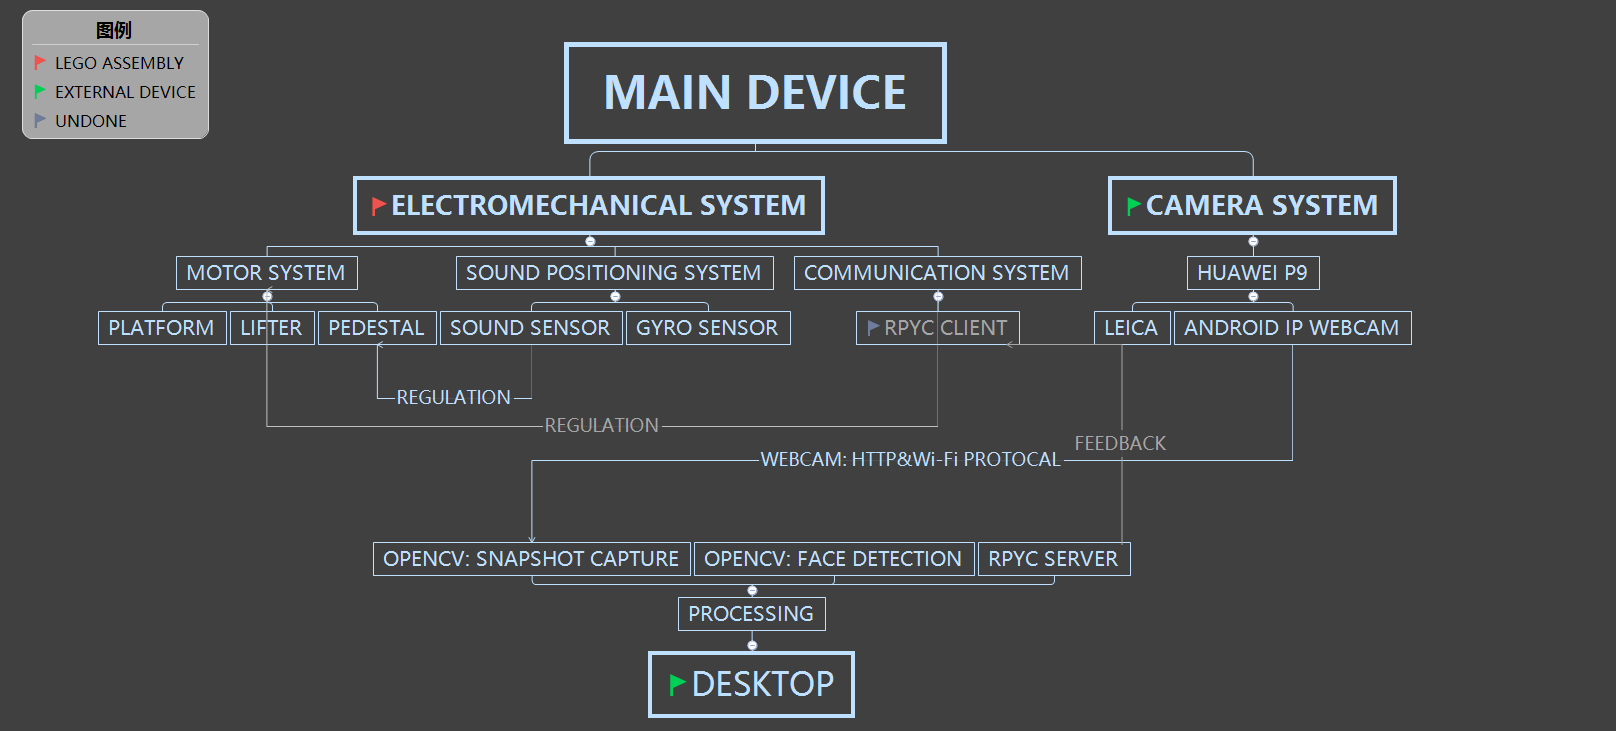 图例
LEGO ASSEMBLY
EXTERNAL DEVICE
UNDONE
MAIN DEVICE
ELECTROMECHANICAL SYSTEM
CAMERA SYSTEM
MOTOR SYSTEM
SOUND POSITIONING SYSTEM
COMMUNICATION SYSTEM
HUAWEI P9
PLATFORM
LIFTER
PEDESTAL
SOUND SENSOR
GYRO SENSOR
RPYC CLIENT
LEICA
ANDROID IP WEBCAM
REGULATION
REGULATION
FEEDBACK
WEBCAM: HTTP&Wi-Fi PROTOCAL
OPENCV: SNAPSHOT CAPTURE
OPENCV: FACE DETECTION
RPYC SERVER
PROCESSING
DESKTOP